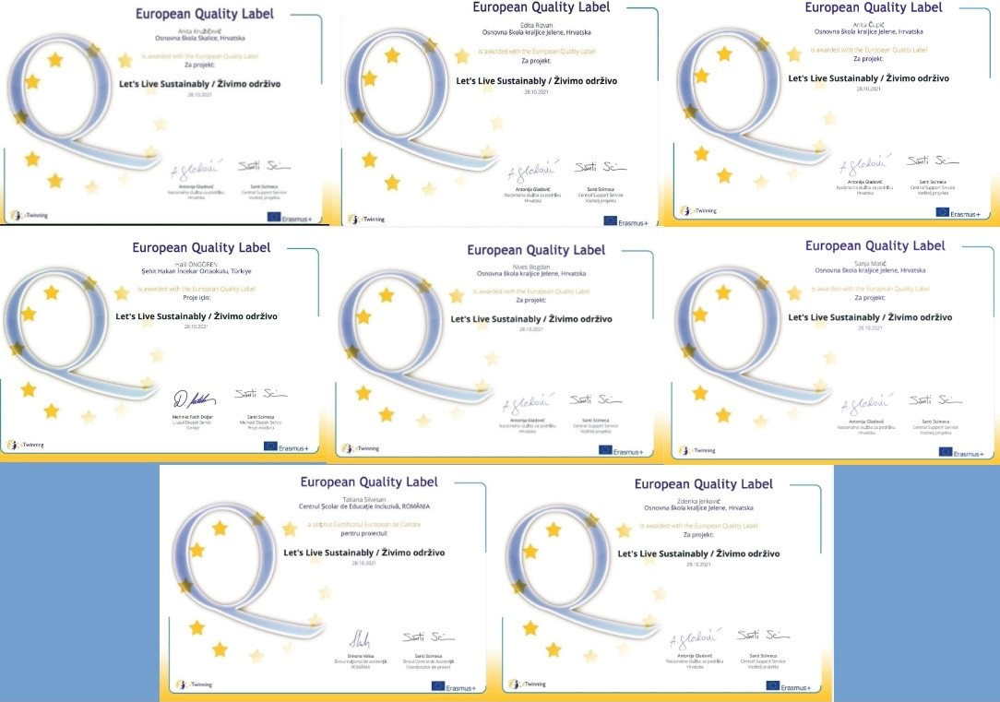 European Quality Label
Anita Kružičević
Osnovna škola Skalice, Hrvatska
is awarded with the European Quality Label
Za projekt:
Let's Live Sustainably / Živimo održivo
28.10.2021
Antonija Gladović
Nacionalna služba za podršku
Hrvatska
Santi Scimeca
Central Support Service
Voditelj projekta
eTwinning
Erasmus+
European Quality Label
Edita Rizvan
Osnovna škola kraljice Jelene, Hrvatska
is awarded with the European Quality Label
Za projekt:
Let's Live Sustainably / Živimo održivo
28.10.2021
Antonija Gladović
Nacionalna služba za podršku
Hrvatska
Santi Scimeca
Central Support Service
Voditelj projekta
eTwinning
Erasmus+
European Quality Label
Anita Čupić
Osnovna škola kraljice Jelene, Hrvatska
is awarded with the European Quality Label
Za projekt:
Let's Live Sustainably / Živimo održivo
28.10.2021
Antonija Gladović
Nacionalna služba za podršku
Hrvatska
Santi Scimeca
Central Support Service
Voditelj projekta
eTwinning
Erasmus+
European Quality Label
Halil ÖNGÖREN
Şehit Hakan İncekar Ortaokulu, Türkiye
is awarded with the European Quality Label
Proje için:
Let's Live Sustainably / Živimo održivo
28.10.2021
Mehmet Fatih Döğer
Ulusal Destek Servisi
Türkiye
Santi Scimeca
Merkezi Destek Servisi
eTwinning
Erasmus+
European Quality Label
Nives Bogdan
Osnovna škola kraljice Jelene, Hrvatska
is awarded with the European Quality Label
Za projekt:
Let's Live Sustainably / Živimo održivo
28.10.2021
Antonija Gladović
Nacionalna služba za podršku
Hrvatska
Santi Scimeca
Central Support Service
Voditelj projekta
eTwinning
Erasmus+
European Quality Label
Sanja Matić
Osnovna škola kraljice Jelene, Hrvatska
is awarded with the European Quality Label
Za projekt:
Let's Live Sustainably / Živimo održivo
28.10.2021
Antonija Gladović
Nacionalna služba za podršku
Hrvatska
Santi Scimeca
Central Support Service
Voditelj projekta
eTwinning
Erasmus+
European Quality Label
Tatiana Silvesan
Centrul Școlar de Educație Incluzivă, ROMÂNIA
a obținut Certificatul European de Calitate
pentru proiectul:
Let's Live Sustainably / Živimo održivo
28.10.2021
Simona Velea
Biroul național de asistență
ROMÂNIA
Santi Scimeca
Biroul Central de Asistență
Coordonator de proiect
eTwinning
Erasmus+
European Quality Label
Zdenka Jerković
Osnovna škola kraljice Jelene, Hrvatska
is awarded with the European Quality Label
Za projekt:
Let's Live Sustainably / Živimo održivo
28.10.2021
Antonija Gladović
Nacionalna služba za podršku
Hrvatska
Santi Scimeca
Central Support Service
Voditelj projekta
eTwinning
Erasmus+